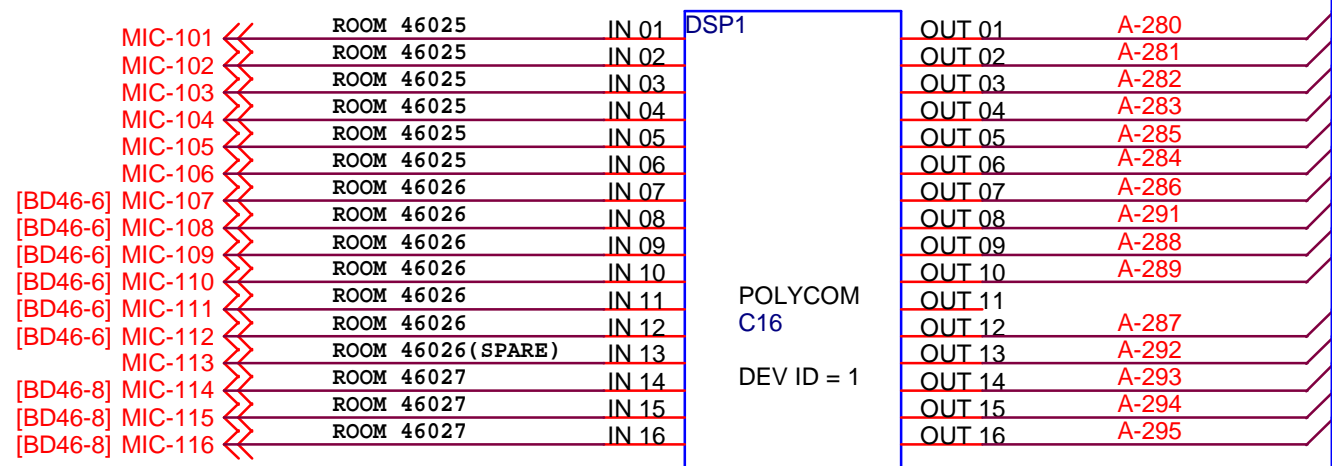 MIC-101 ROOM 46025 IN 01 DSP1 OUT 01 A-280
MIC-102 ROOM 46025 IN 02 OUT 02 A-281
MIC-103 ROOM 46025 IN 03 OUT 03 A-282
MIC-104 ROOM 46025 IN 04 OUT 04 A-283
MIC-105 ROOM 46025 IN 05 OUT 05 A-285
MIC-106 ROOM 46025 IN 06 OUT 06 A-284
[BD46-6] MIC-107 ROOM 46026 IN 07 OUT 07 A-286
[BD46-6] MIC-108 ROOM 46026 IN 08 OUT 08 A-291
[BD46-6] MIC-109 ROOM 46026 IN 09 OUT 09 A-288
[BD46-6] MIC-110 ROOM 46026 IN 10 OUT 10 A-289
[BD46-6] MIC-111 ROOM 46026 IN 11 POLYCOM OUT 11
[BD46-6] MIC-112 ROOM 46026 IN 12 C16 OUT 12 A-287
MIC-113 ROOM 46026(SPARE) IN 13 OUT 13 A-292
[BD46-8] MIC-114 ROOM 46027 IN 14 DEV ID = 1 OUT 14 A-293
[BD46-8] MIC-115 ROOM 46027 IN 15 OUT 15 A-294
[BD46-8] MIC-116 ROOM 46027 IN 16 OUT 16 A-295